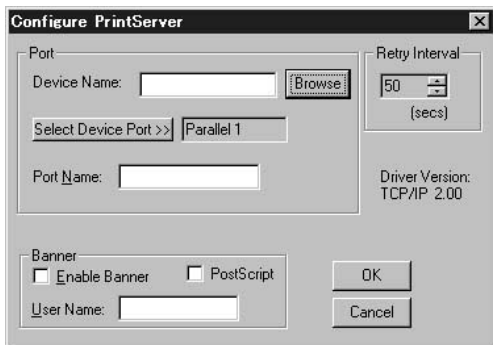 Configure PrintServer
Port
Device Name:
Browse
Select Device Port >>
Parallel 1
Port Name:
Retry Interval
50
(secs)
Driver Version:
TCP/IP 2.00
Banner
Enable Banner
PostScript
User Name:
OK
Cancel